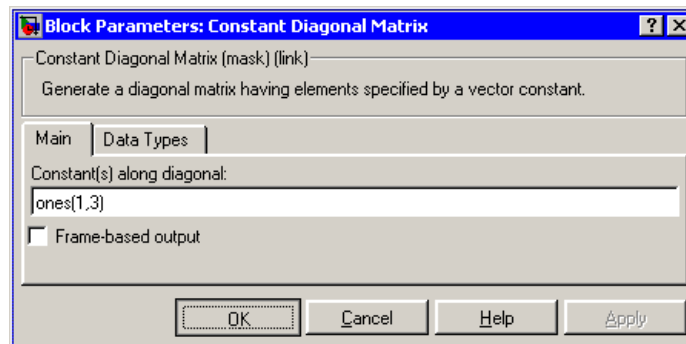 Block Parameters: Constant Diagonal Matrix
Constant Diagonal Matrix (mask) (link)
Generate a diagonal matrix having elements specified by a vector constant.
Main Data Types
Constant(s) along diagonal:
ones(1,3)
Frame-based output
OK Cancel Help Apply